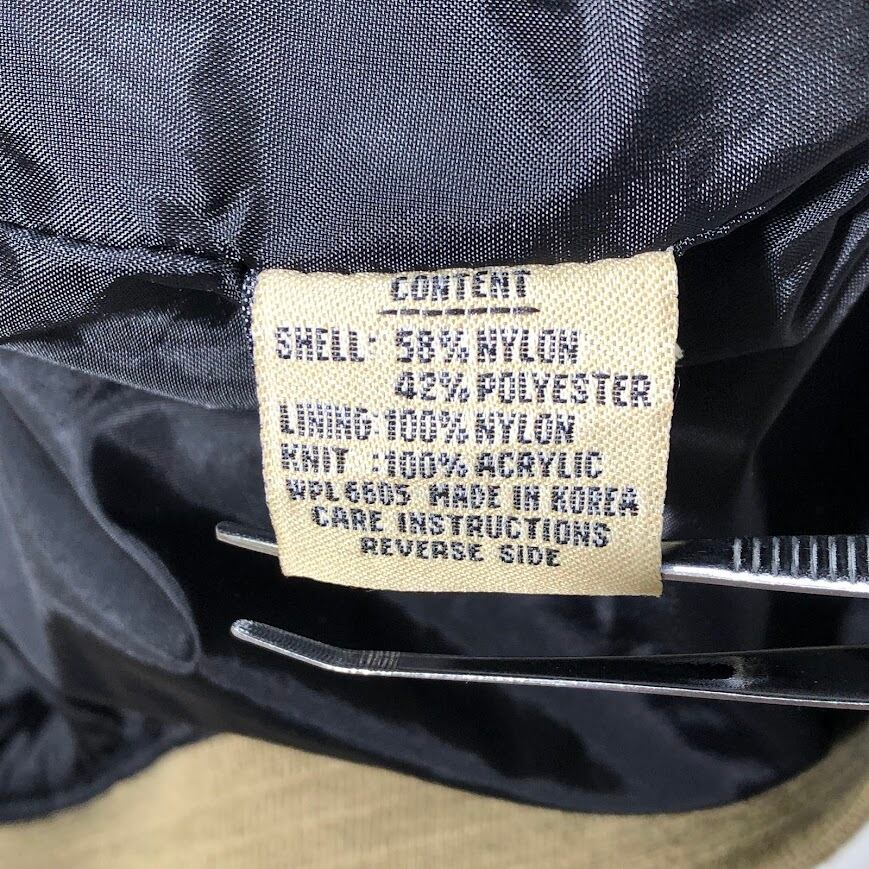 CONTENT
SHELL: 58% NYLON
42% POLYESTER
LINING:100% NYLON
KNIT :100% ACRYLIC
WPL 6605 MADE IN KOREA
CARE INSTRUCTIONS
REVERSE SIDE